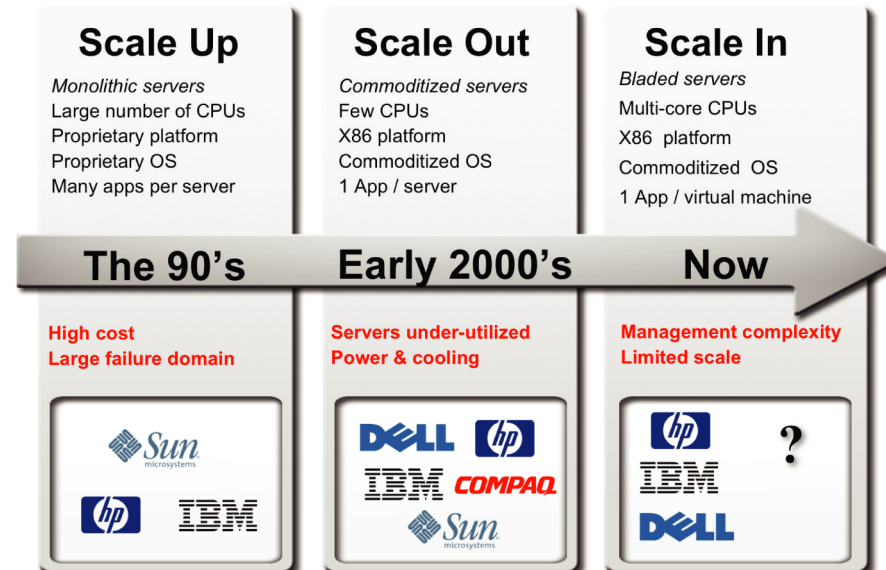 Scale Up
Monolithic servers
Large number of CPUs
Proprietary platform
Proprietary OS
Many apps per server
The 90's
High cost
Large failure domain
Sun
microsystems
hp
IBM
Scale Out
Commoditized servers
Few CPUs
X86 platform
Commoditized OS
1 App / server
Early 2000's
Servers under-utilized
Power & cooling
DELL
hp
IBM
COMPAQ
Sun
microsystems
Scale In
Bladed servers
Multi-core CPUs
X86 platform
Commoditized OS
1 App / virtual machine
Now
Management complexity
Limited scale
hp
?
IBM
DELL